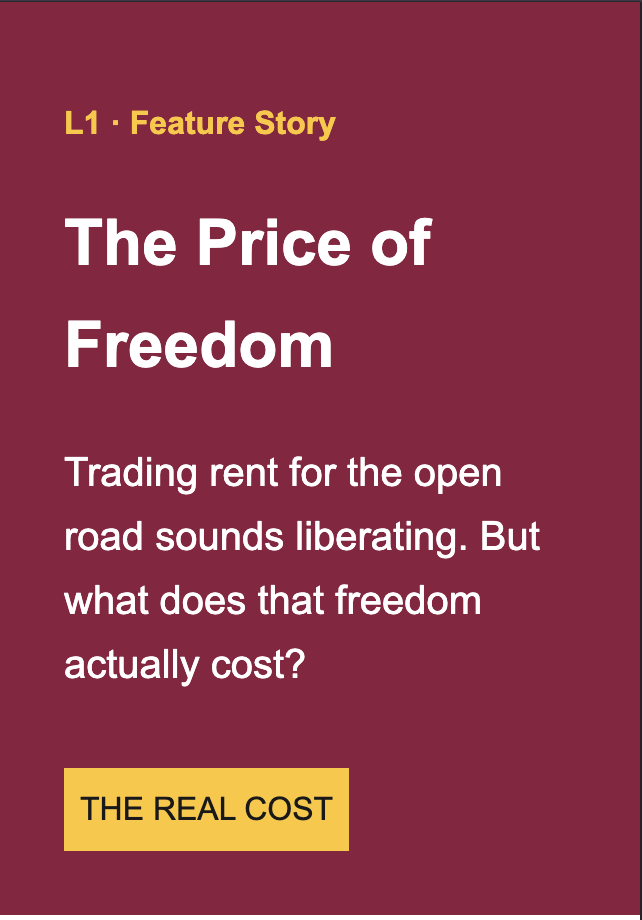 L1 · Feature Story
The Price of
Freedom
Trading rent for the open
road sounds liberating. But
what does that freedom
actually cost?
THE REAL COST